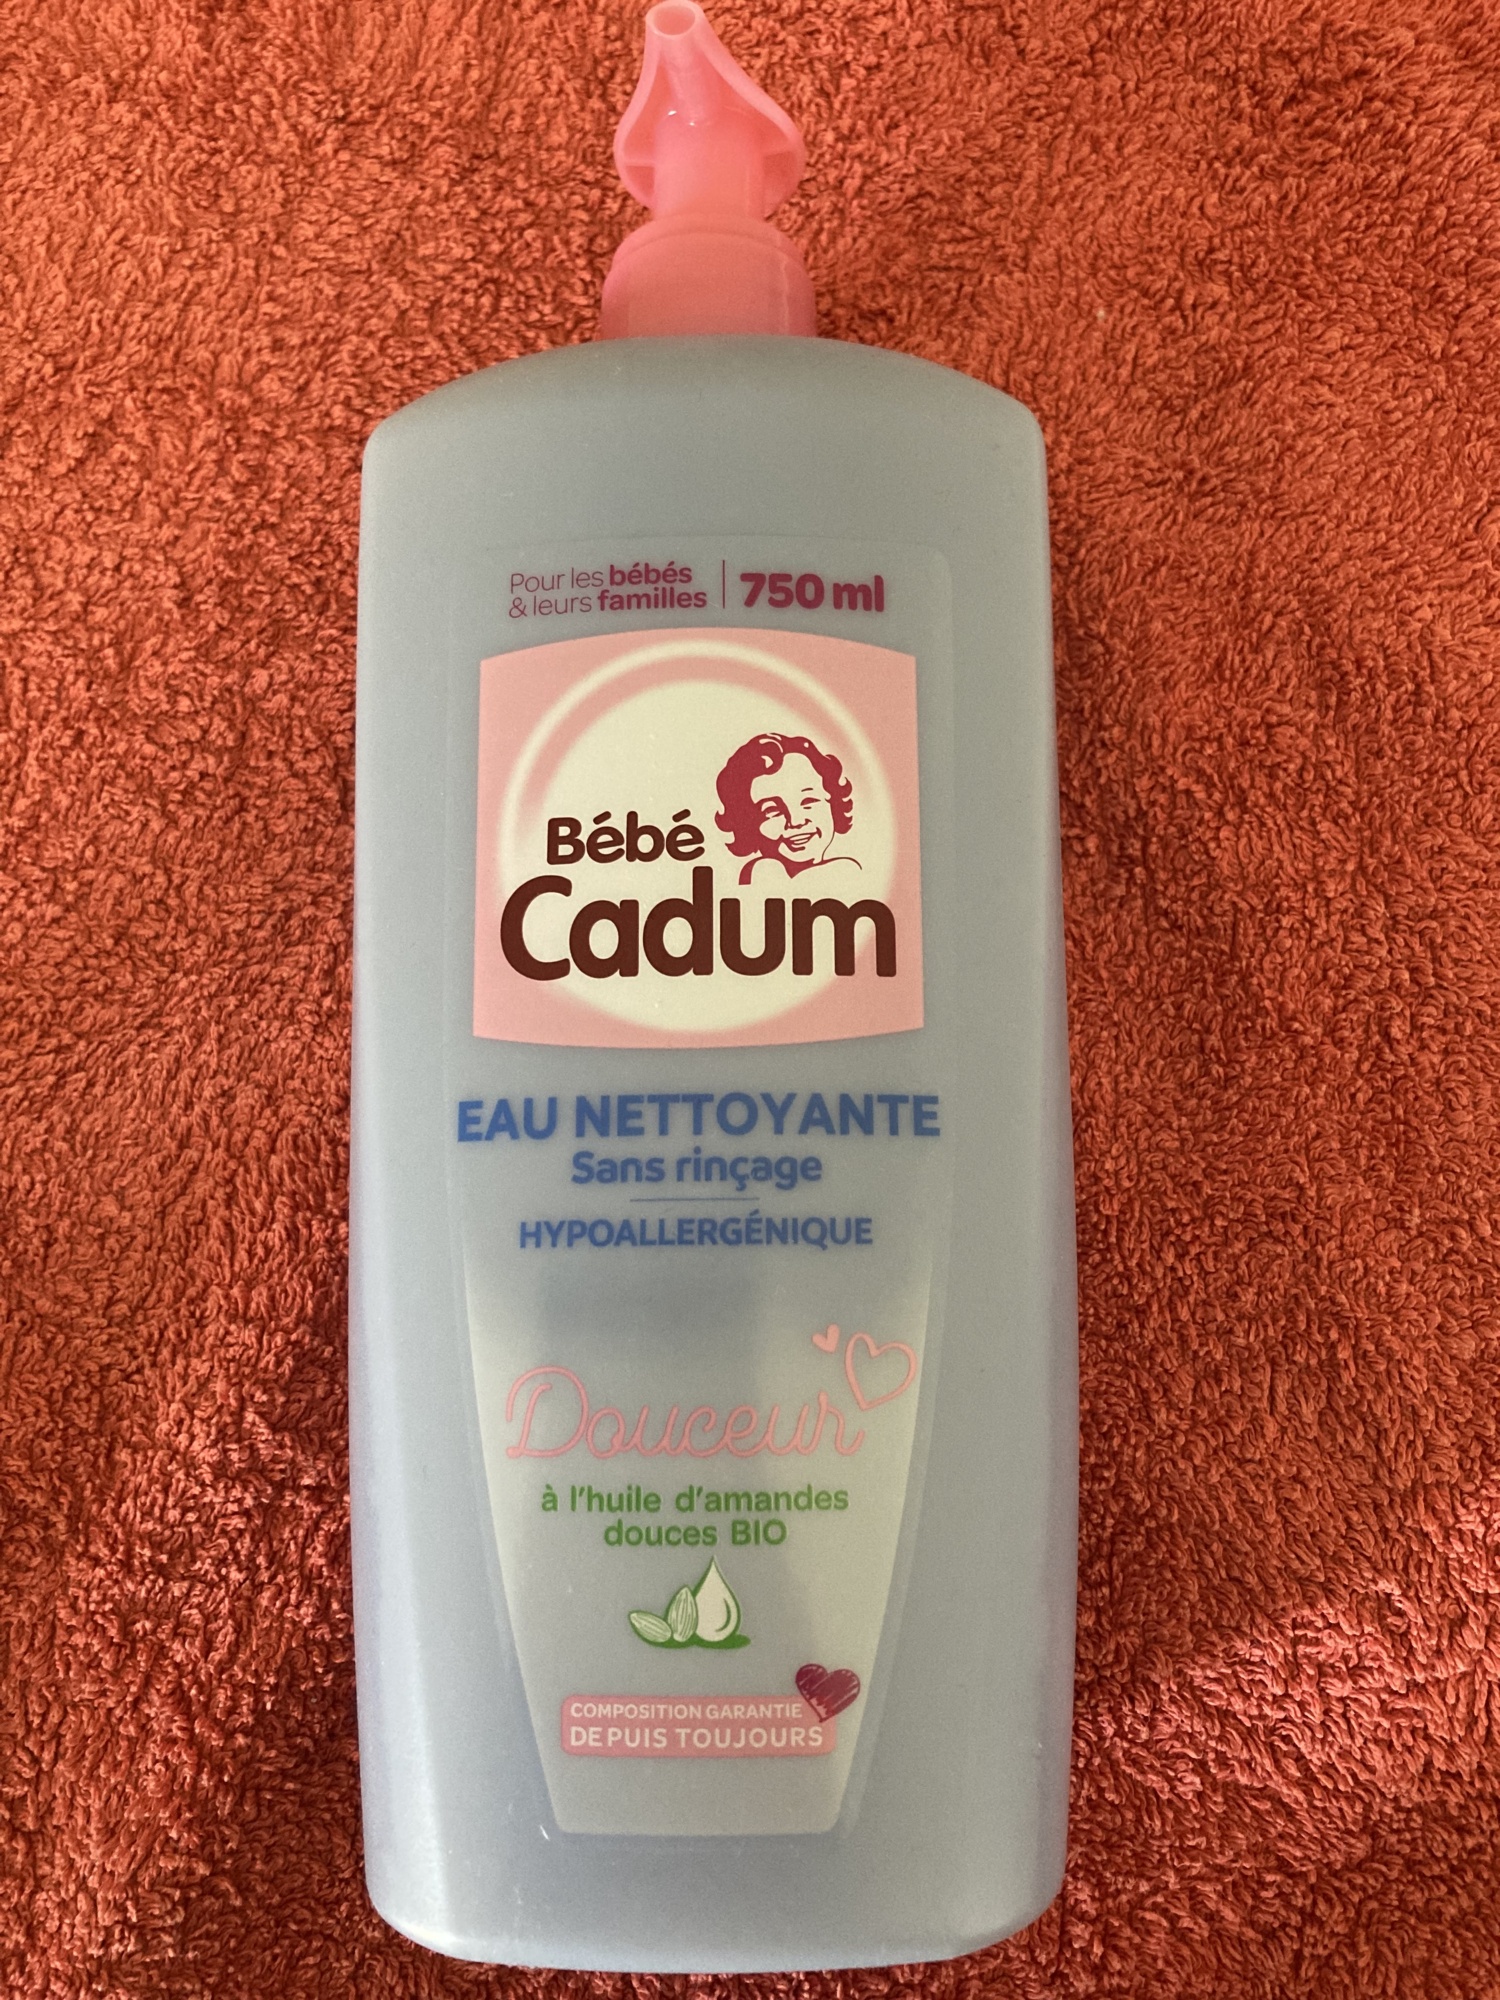 Pour les bébés
& leurs familles
750 ml
Bébé
Cadum
EAU NETTOYANTE
Sans rinçage
HYPOALLERGÉNIQUE
Douceur
à l'huile d'amandes
douces BIO
COMPOSITION GARANTIE
DEPUIS TOUJOURS